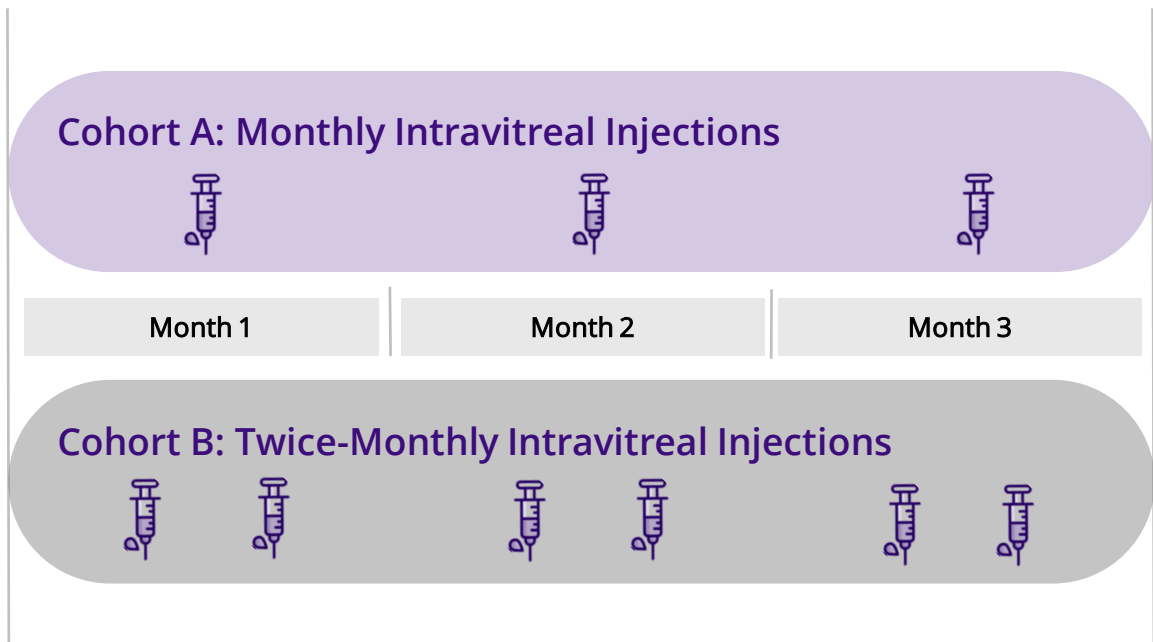 Cohort A: Monthly Intravitreal Injections
Month 1
Month 2
Month 3
Cohort B: Twice-Monthly Intravitreal Injections